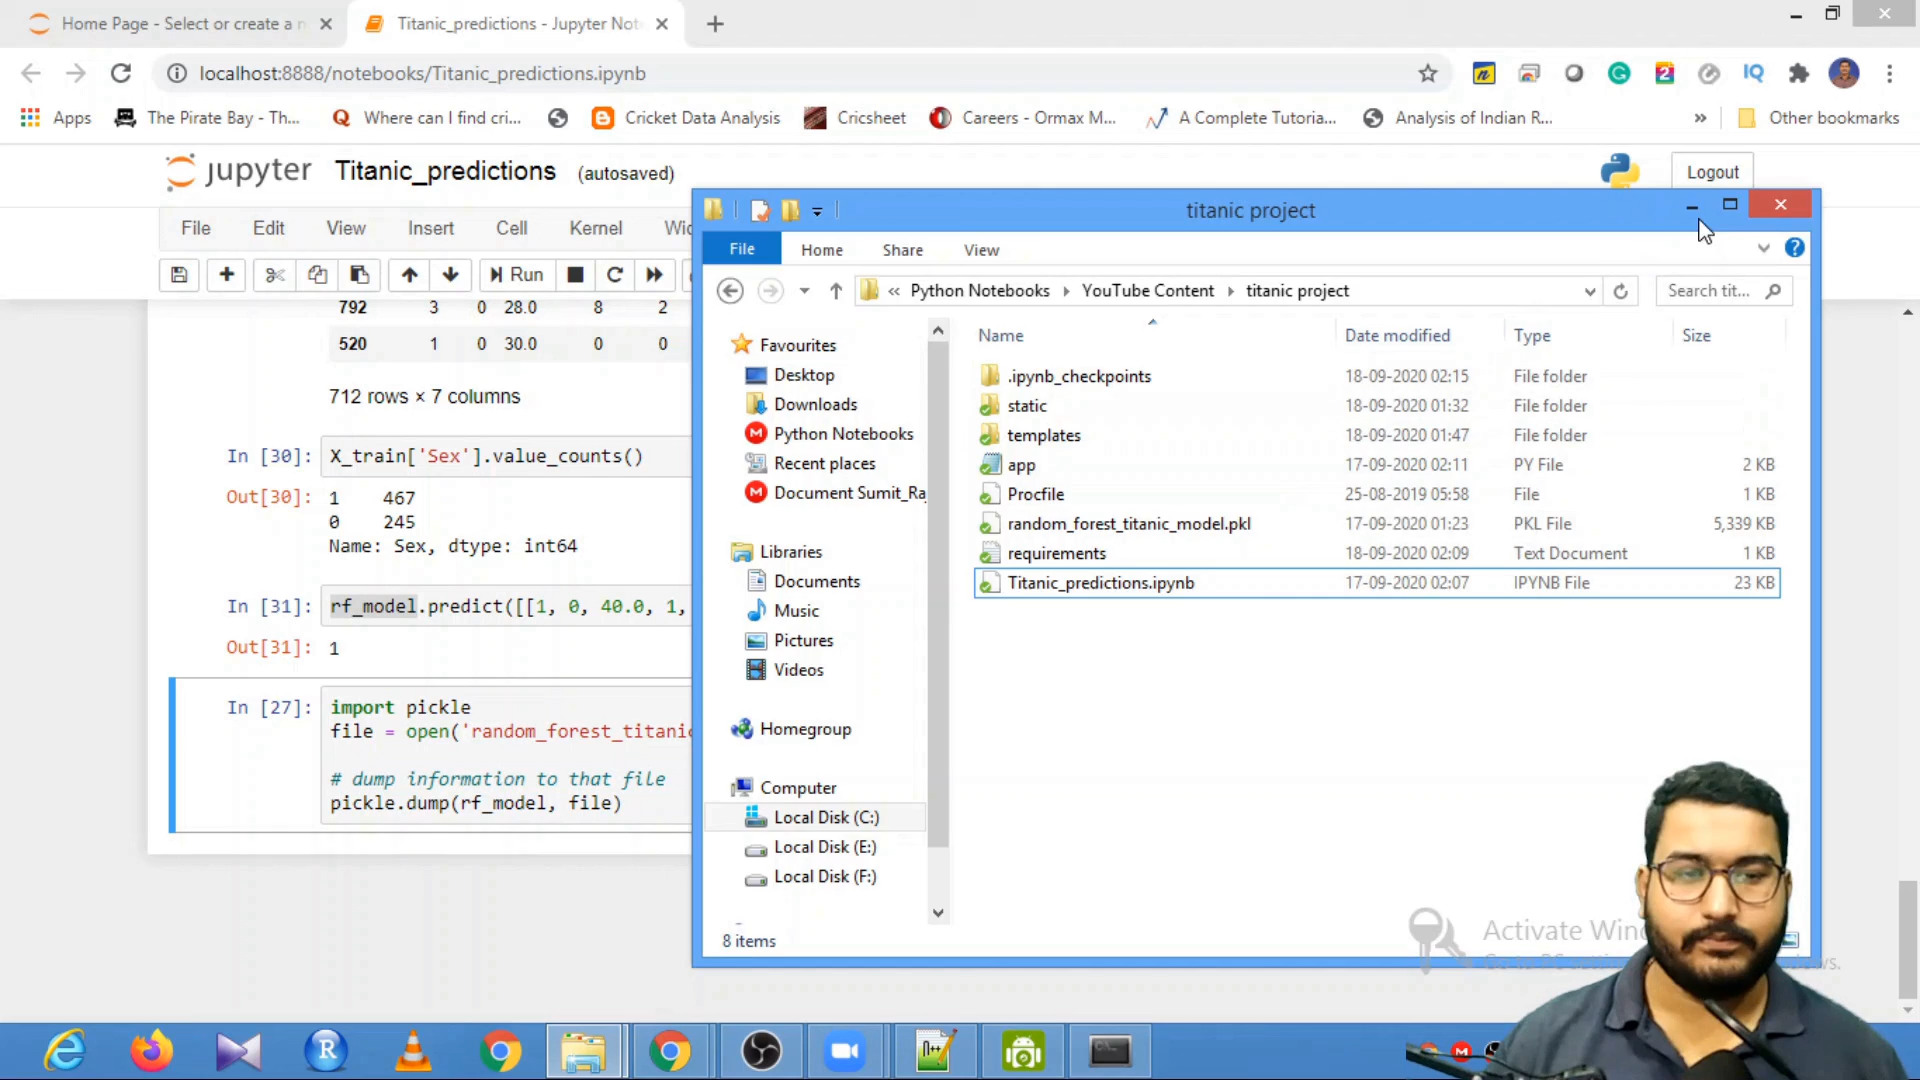 Home Page - Select or create a n
Titanic_predictions - Jupyter Not
localhost:8888/notebooks/Titanic_predictions.ipynb
Apps
The Pirate Bay - Th...
Where can I find cri...
Cricket Data Analysis
Cricsheet
Careers - Ormax M...
A Complete Tutoria...
Analysis of Indian R...
Other bookmarks
jupyter
Titanic_predictions
(autosaved)
Logout
File
Edit
View
Insert
Cell
Kernel
Run
792 3 0 28.0 8 2
520 1 0 30.0 0 0
712 rows × 7 columns
In [30]: X_train['Sex'].value_counts()
Out[30]: 1 467
0 245
Name: Sex, dtype: int64
In [31]: rf_model.predict([[1, 0, 40.0, 1,
Out[31]: 1
In [27]: import pickle
file = open('random_forest_titanic
# dump information to that file
pickle.dump(rf_model, file)
titanic project
File
Home
Share
View
« Python Notebooks
YouTube Content
titanic project
Search tit...
Favourites
Desktop
Downloads
Python Notebooks
Recent places
Document Sumit_Ra
Libraries
Documents
Music
Pictures
Videos
Homegroup
Computer
Local Disk (C:)
Local Disk (E:)
Local Disk (F:)
Name Date modified Type Size
.ipynb_checkpoints 18-09-2020 02:15 File folder
static 18-09-2020 01:32 File folder
templates 18-09-2020 01:47 File folder
app 17-09-2020 02:11 PY File 2 KB
Procfile 25-08-2019 05:58 File 1 KB
random_forest_titanic_model.pkl 17-09-2020 01:23 PKL File 5,339 KB
requirements 18-09-2020 02:09 Text Document 1 KB
Titanic_predictions.ipynb 17-09-2020 02:07 IPYNB File 23 KB
8 items
Activate Win